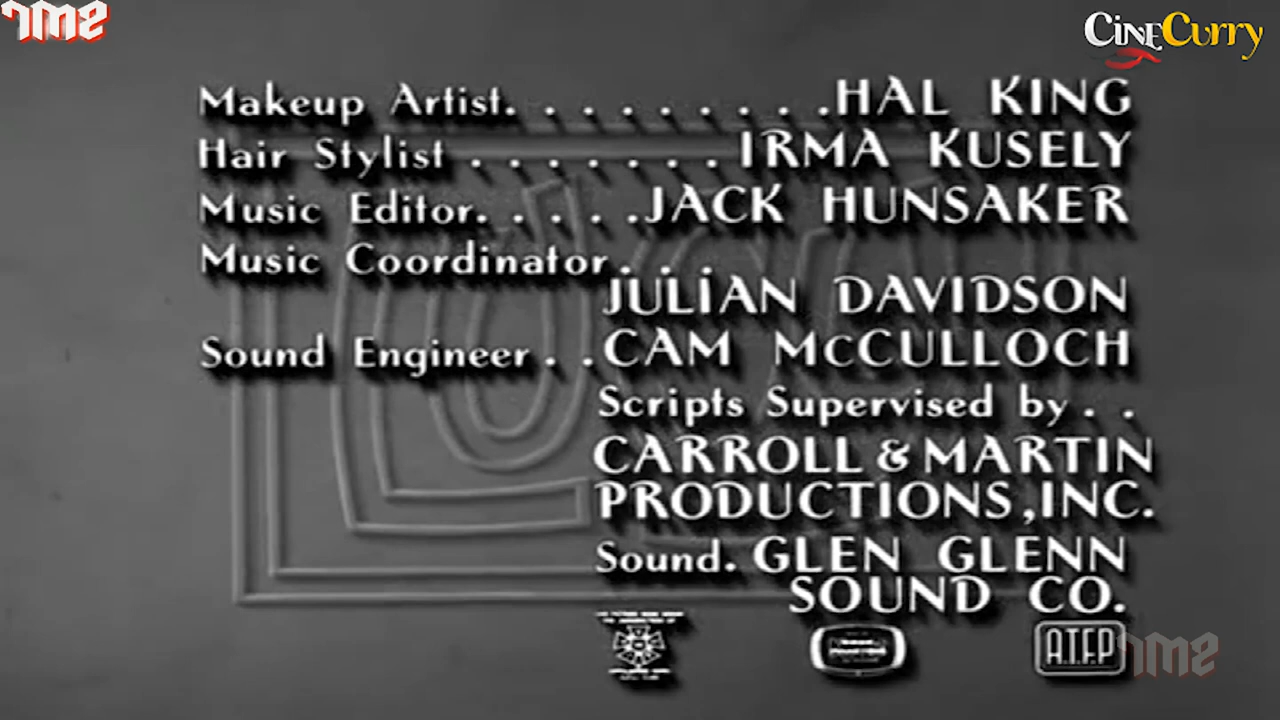 CINECURRY
Makeup Artist. . . . . . . . . .HAL KING
Hair Stylist . . . . . . . IRMA KUSELY
Music Editor. . . . .JACK HUNSAKER
Music Coordinator. . .
JULIAN DAVIDSON
Sound Engineer . .CAM McCULLOCH
Scripts Supervised by . .
CARROLL & MARTIN
PRODUCTIONS, INC.
Sound. GLEN GLENN
SOUND CO.
A.T.F.P